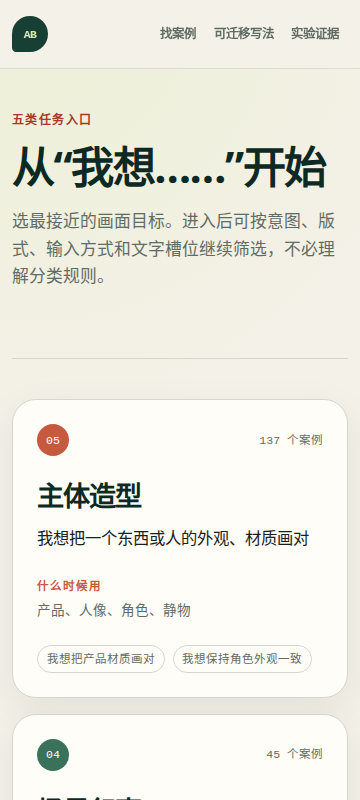 AB
找案例 可迁移写法 实验证据
五类任务入口
从“我想……”开始
选最接近的画面目标。进入后可按意图、版
式、输入方式和文字槽位继续筛选，不必理
解分类规则。
05 137 个案例
主体造型
我想把一个东西或人的外观、材质画对
什么时候用
产品、人像、角色、静物
我想把产品材质画对 我想保持角色外观一致
04 45 个案例